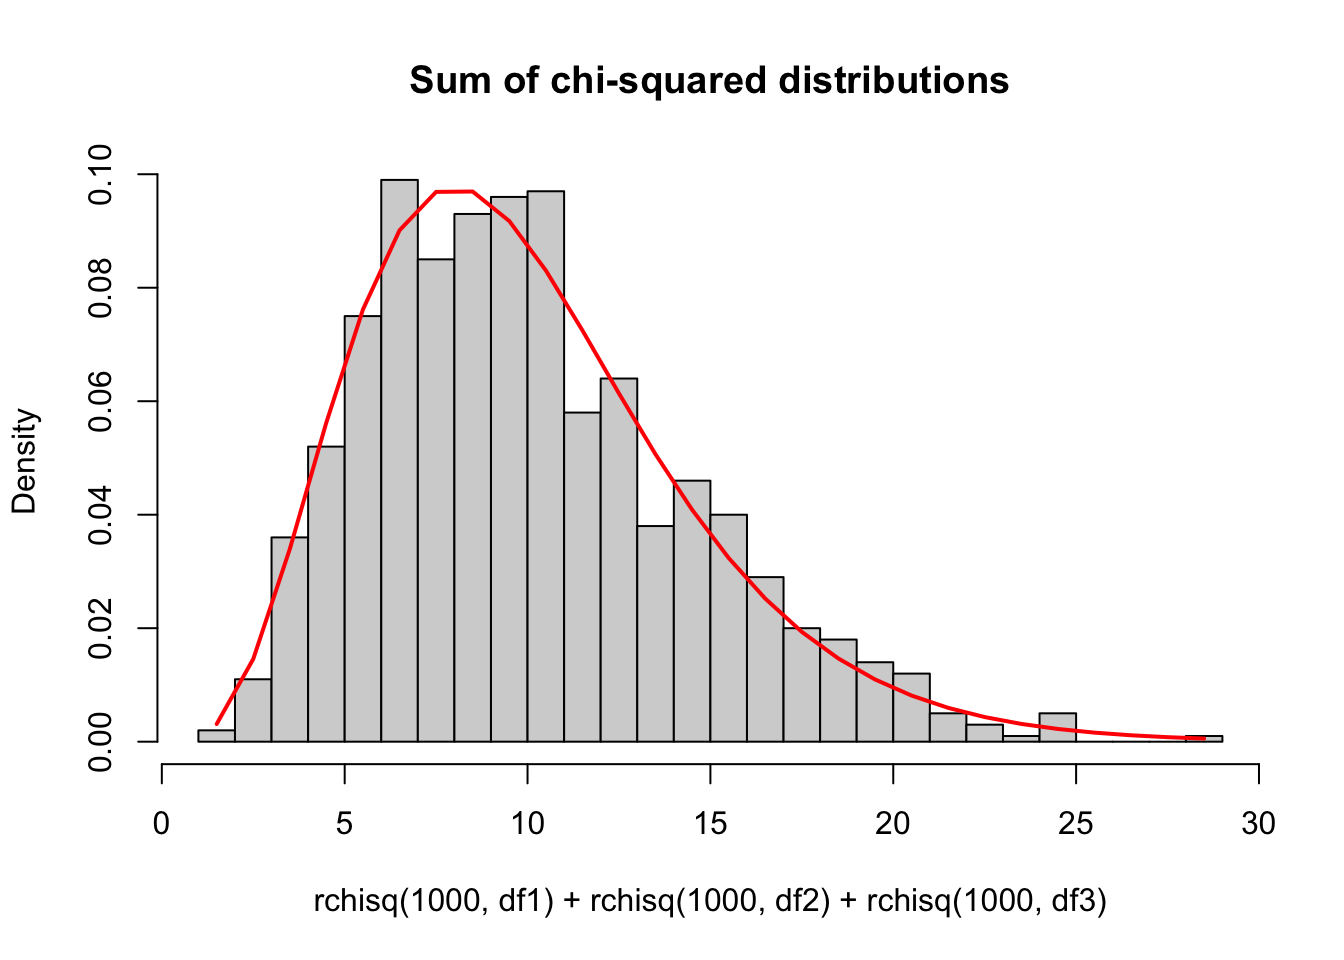 Sum of chi-squared distributions
Density
0.10
0.08
0.06
0.04
0.02
0.00
0 5 10 15 20 25 30
rchisq(1000, df1) + rchisq(1000, df2) + rchisq(1000, df3)